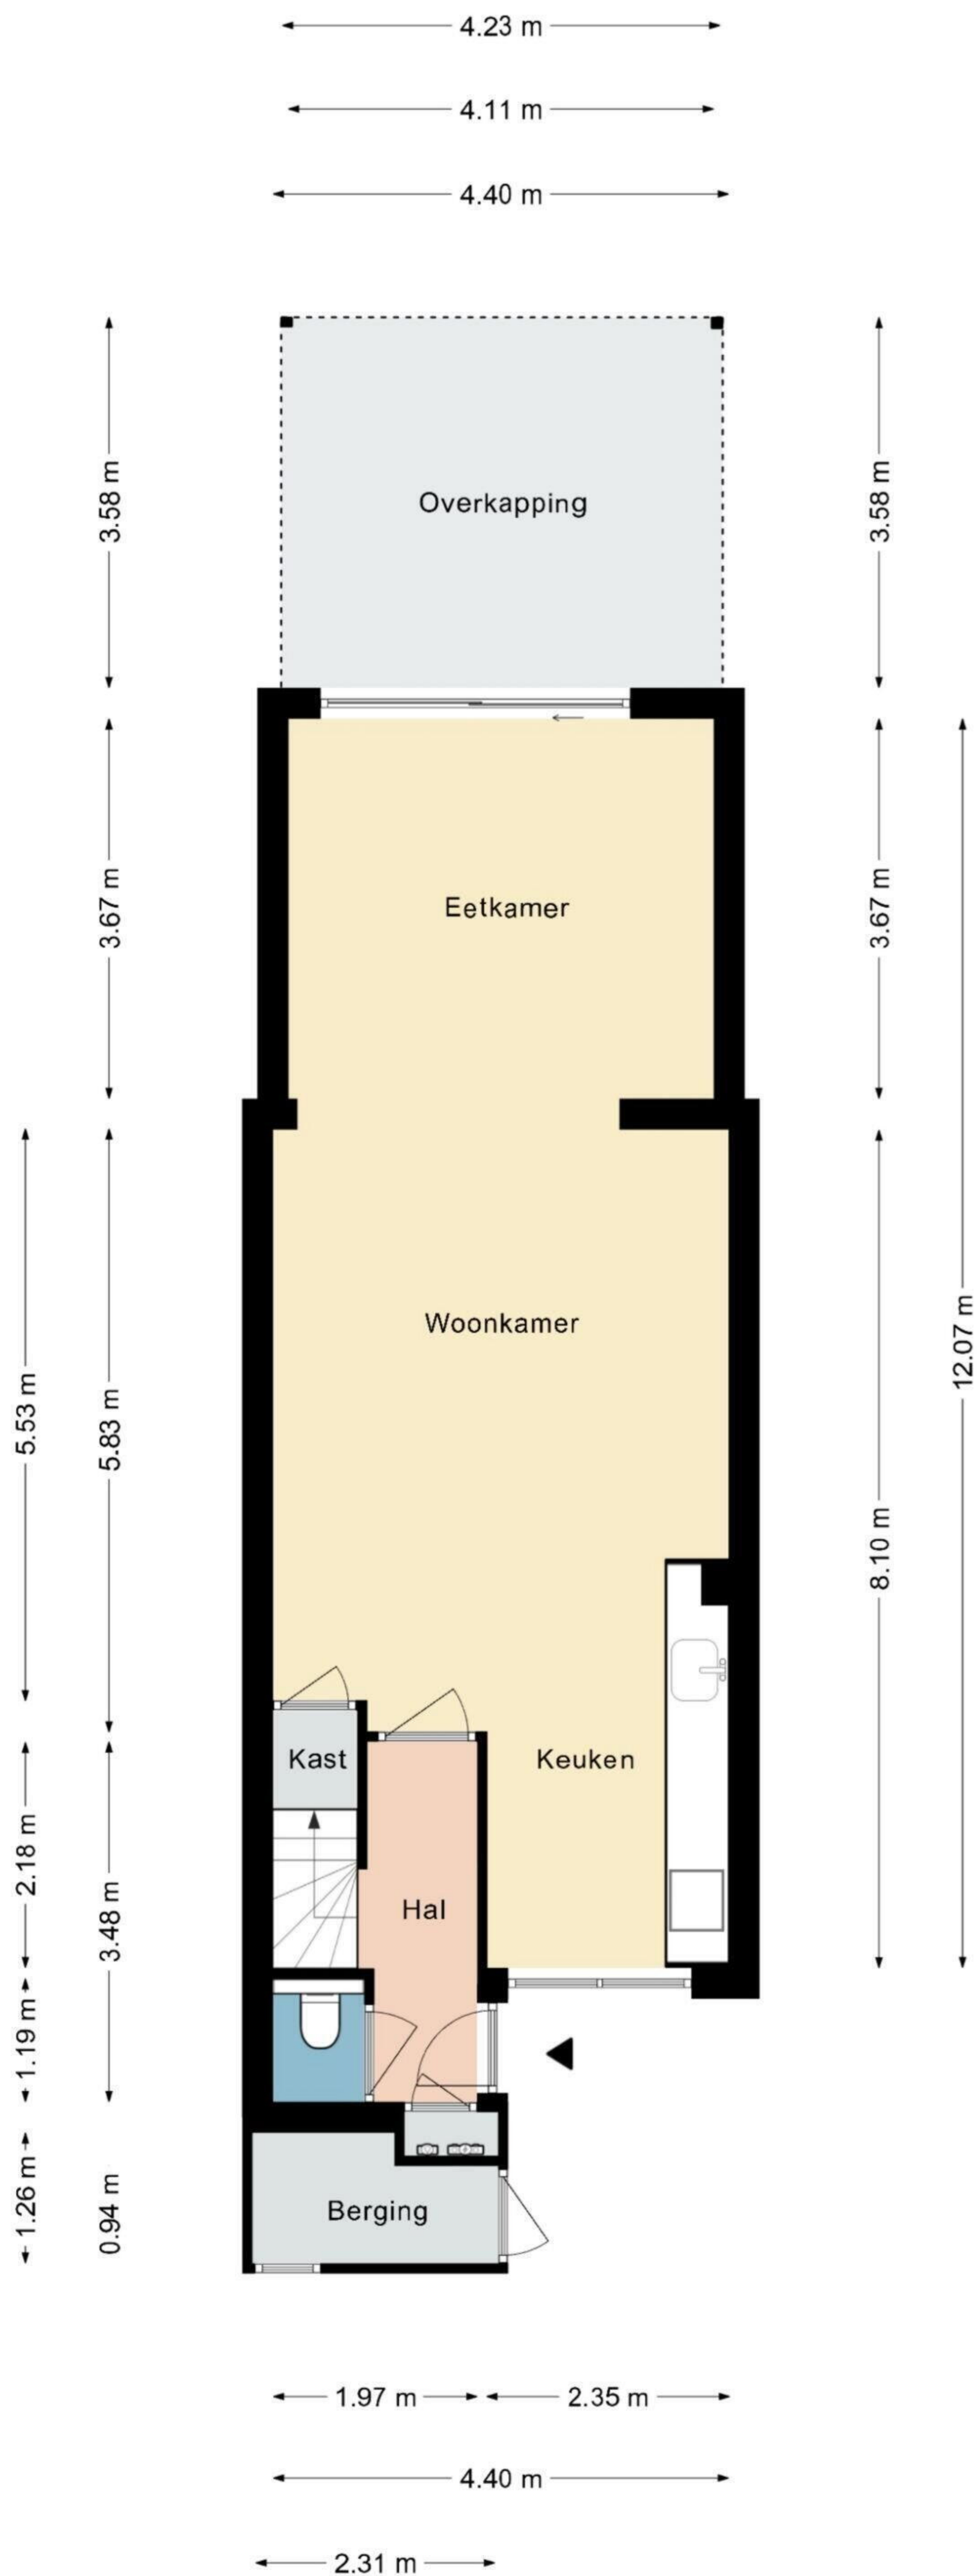 4.23 m
4.11 m
4.40 m
3.58 m
3.58 m
Overkapping
3.67 m
3.67 m
Eetkamer
12.07 m
Woonkamer
5.53 m
5.83 m
8.10 m
Kast
Keuken
2.18 m
3.48 m
Hal
1.19 m
1.26 m
0.94 m
Berging
1.97 m
2.35 m
4.40 m
2.31 m